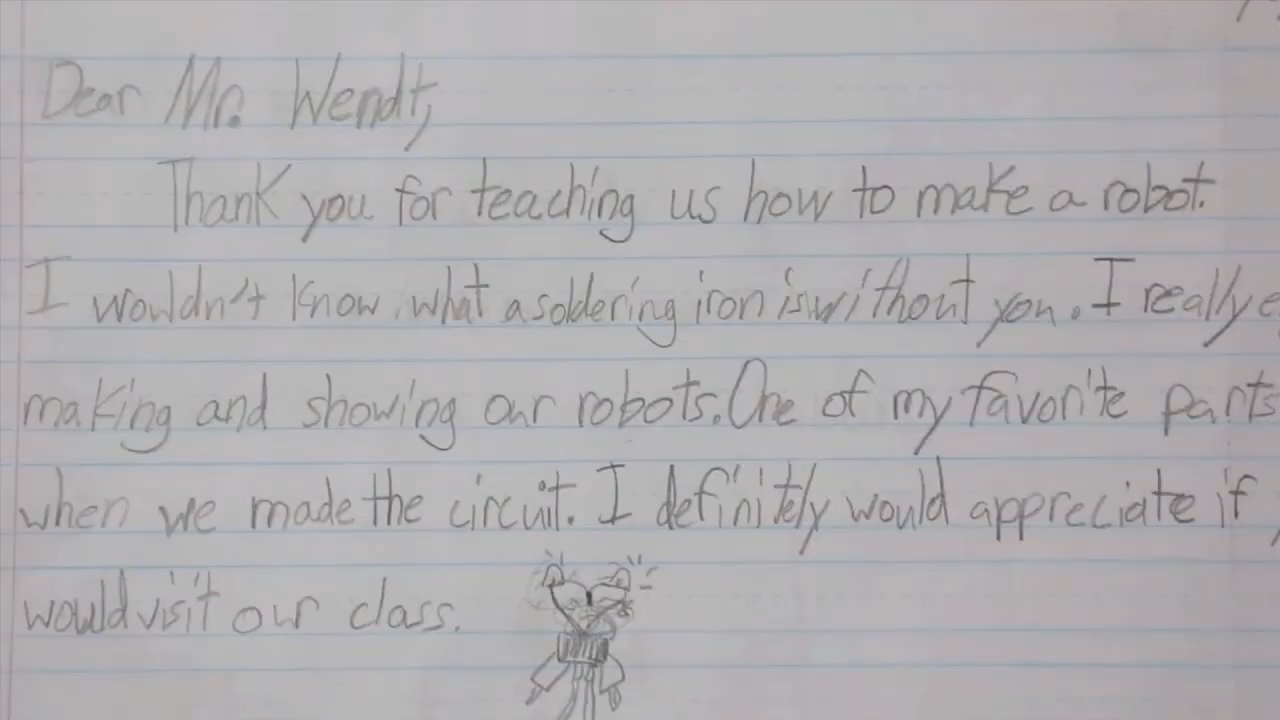 Dear Mr. Wendt,
Thank you for teaching us how to make a robot.
I wouldn't know what a soldering iron is without you. I really
making and showing our robots. One of my favorite parts
when we made the circuit. I definitely would appreciate if
would visit our class.